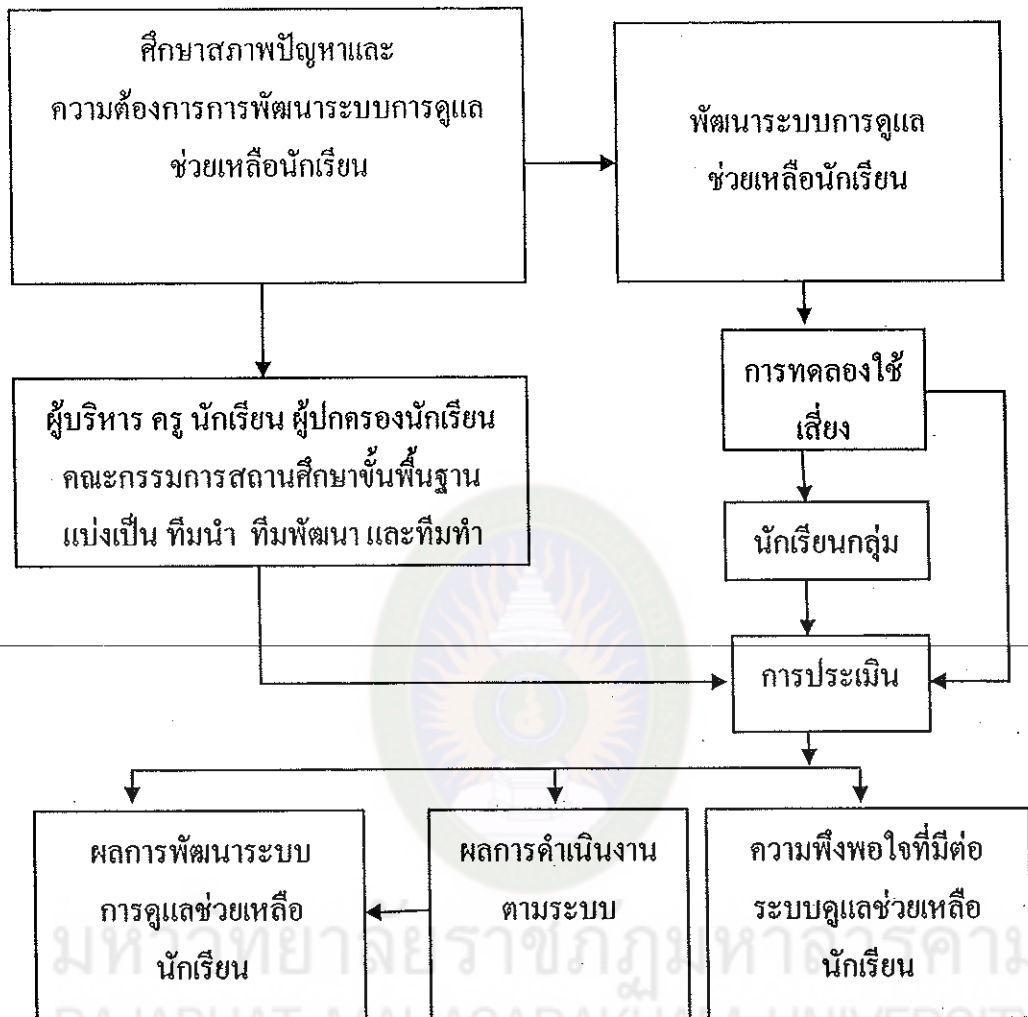 ศึกษาสภาพปัญหาและ
ความต้องการการพัฒนาระบบการดูแล
ช่วยเหลือนักเรียน
พัฒนาระบบการดูแล
ช่วยเหลือนักเรียน
ผู้บริหาร ครู นักเรียน ผู้ปกครองนักเรียน
คณะกรรมการสถานศึกษาขั้นพื้นฐาน
แบ่งเป็น ทีมนำ ทีมพัฒนา และทีมทำ
การทดลองใช้
เสี่ยง
นักเรียนกลุ่ม
การประเมิน
ผลการพัฒนาระบบ
การดูแลช่วยเหลือ
นักเรียน
ผลการดำเนินงาน
ตามระบบ
ความพึงพอใจที่มีต่อ
ระบบดูแลช่วยเหลือ
นักเรียน
มหาวิทยาลัยราชภัฏมหาสารคาม